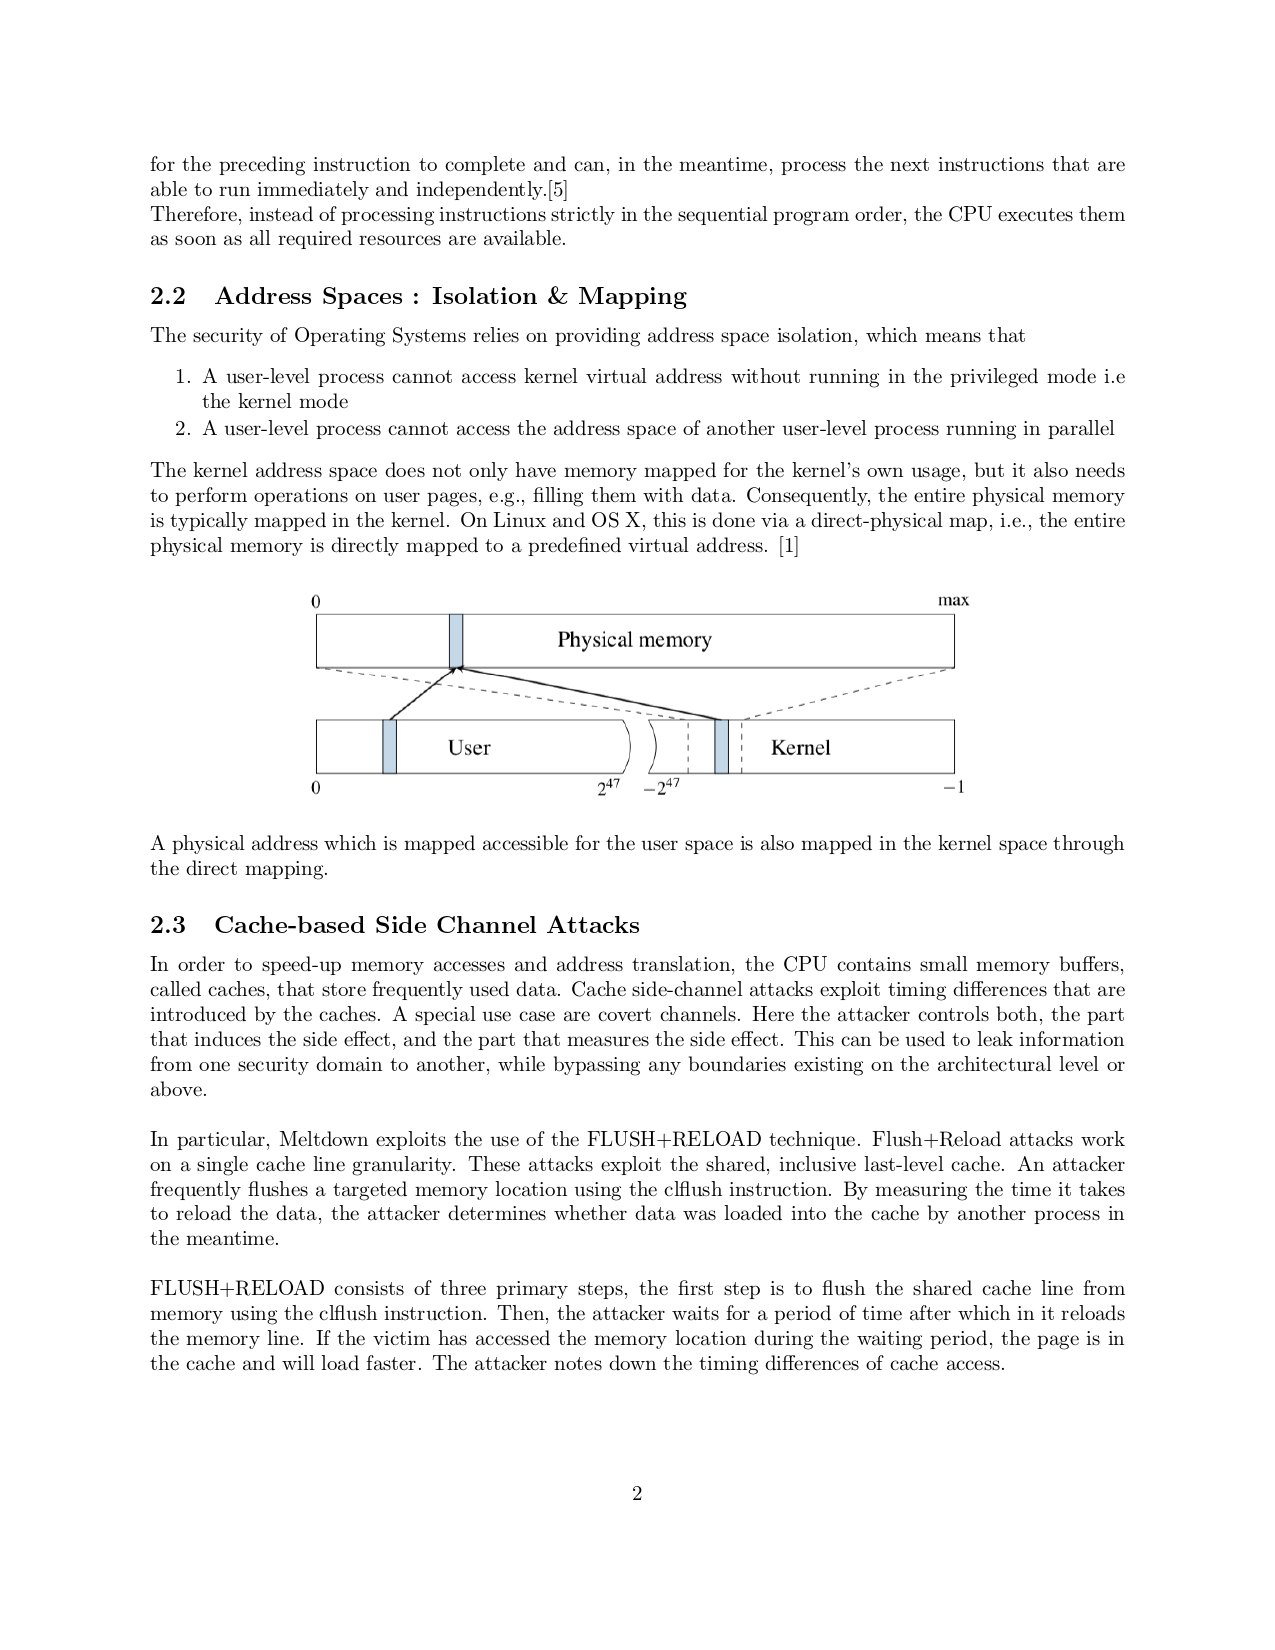 for the preceding instruction to complete and can, in the meantime, process the next instructions that are
able to run immediately and independently.[5]
Therefore, instead of processing instructions strictly in the sequential program order, the CPU executes them
as soon as all required resources are available.
2.2 Address Spaces : Isolation & Mapping
The security of Operating Systems relies on providing address space isolation, which means that
1. A user-level process cannot access kernel virtual address without running in the privileged mode i.e
the kernel mode
2. A user-level process cannot access the address space of another user-level process running in parallel
The kernel address space does not only have memory mapped for the kernel's own usage, but it also needs
to perform operations on user pages, e.g., filling them with data. Consequently, the entire physical memory
is typically mapped in the kernel. On Linux and OS X, this is done via a direct-physical map, i.e., the entire
physical memory is directly mapped to a predefined virtual address. [1]
0 max
Physical memory
User Kernel
0 2^47 −2^47 −1
A physical address which is mapped accessible for the user space is also mapped in the kernel space through
the direct mapping.
2.3 Cache-based Side Channel Attacks
In order to speed-up memory accesses and address translation, the CPU contains small memory buffers,
called caches, that store frequently used data. Cache side-channel attacks exploit timing differences that are
introduced by the caches. A special use case are covert channels. Here the attacker controls both, the part
that induces the side effect, and the part that measures the side effect. This can be used to leak information
from one security domain to another, while bypassing any boundaries existing on the architectural level or
above.
In particular, Meltdown exploits the use of the FLUSH+RELOAD technique. Flush+Reload attacks work
on a single cache line granularity. These attacks exploit the shared, inclusive last-level cache. An attacker
frequently flushes a targeted memory location using the clflush instruction. By measuring the time it takes
to reload the data, the attacker determines whether data was loaded into the cache by another process in
the meantime.
FLUSH+RELOAD consists of three primary steps, the first step is to flush the shared cache line from
memory using the clflush instruction. Then, the attacker waits for a period of time after which in it reloads
the memory line. If the victim has accessed the memory location during the waiting period, the page is in
the cache and will load faster. The attacker notes down the timing differences of cache access.
2